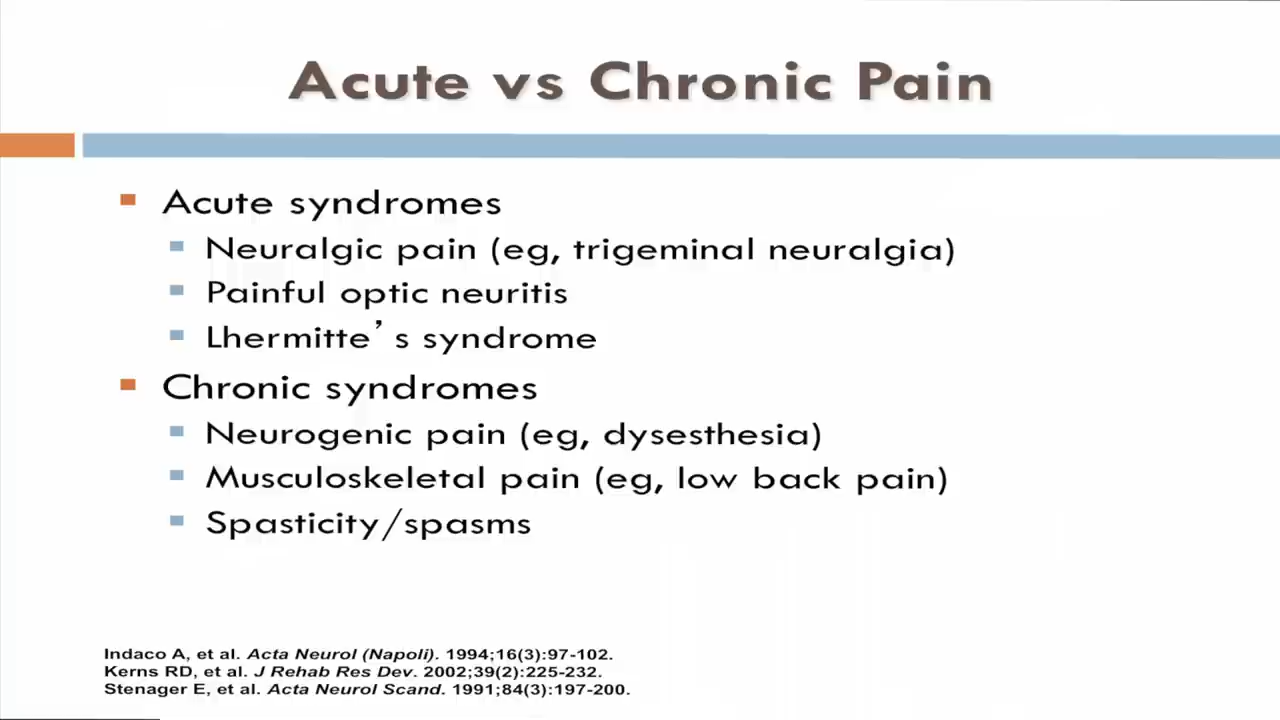 Acute vs Chronic Pain
Acute syndromes
Neuralgic pain (eg, trigeminal neuralgia)
Painful optic neuritis
Lhermitte’s syndrome
Chronic syndromes
Neurogenic pain (eg, dysesthesia)
Musculoskeletal pain (eg, low back pain)
Spasticity/spasms
Indaco A, et al. Acta Neurol (Napoli). 1994;16(3):97-102.
Kerns RD, et al. J Rehab Res Dev. 2002;39(2):225-232.
Stenager E, et al. Acta Neurol Scand. 1991;84(3):197-200.